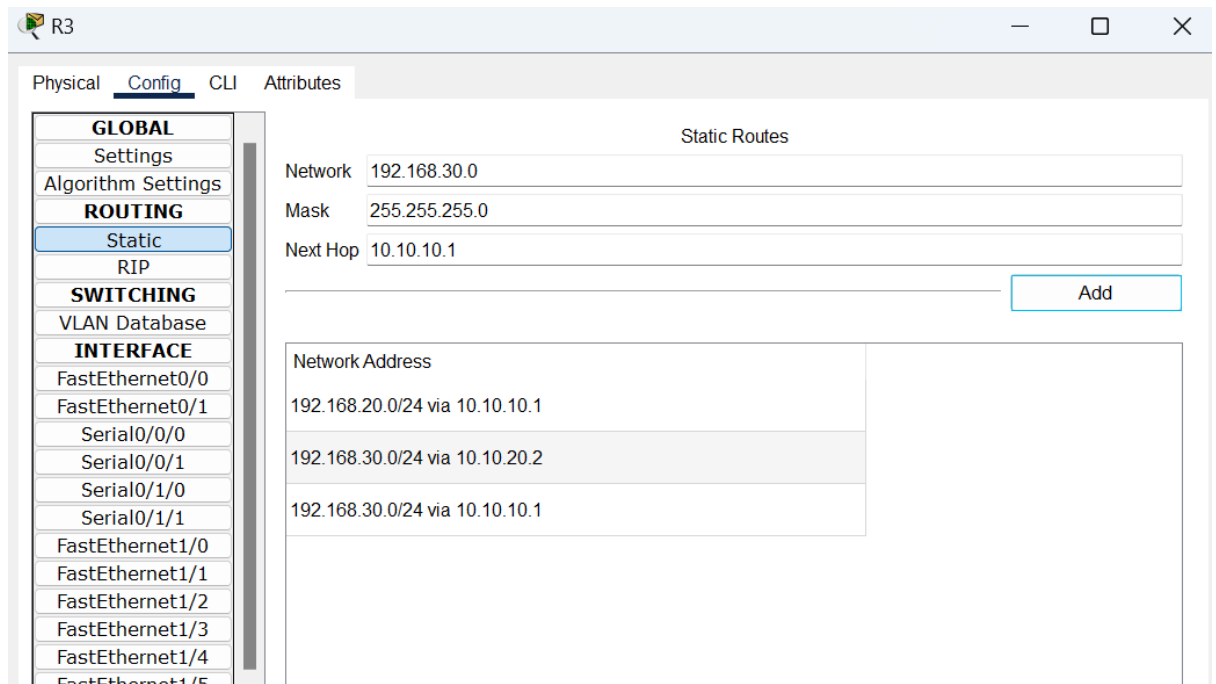 R3
Physical Config CLI Attributes
GLOBAL
Settings
Algorithm Settings
ROUTING
Static
RIP
SWITCHING
VLAN Database
INTERFACE
FastEthernet0/0
FastEthernet0/1
Serial0/0/0
Serial0/0/1
Serial0/1/0
Serial0/1/1
FastEthernet1/0
FastEthernet1/1
FastEthernet1/2
FastEthernet1/3
FastEthernet1/4
FastEthernet1/5
Static Routes
Network 192.168.30.0
Mask 255.255.255.0
Next Hop 10.10.10.1
Add
Network Address
192.168.20.0/24 via 10.10.10.1
192.168.30.0/24 via 10.10.20.2
192.168.30.0/24 via 10.10.10.1